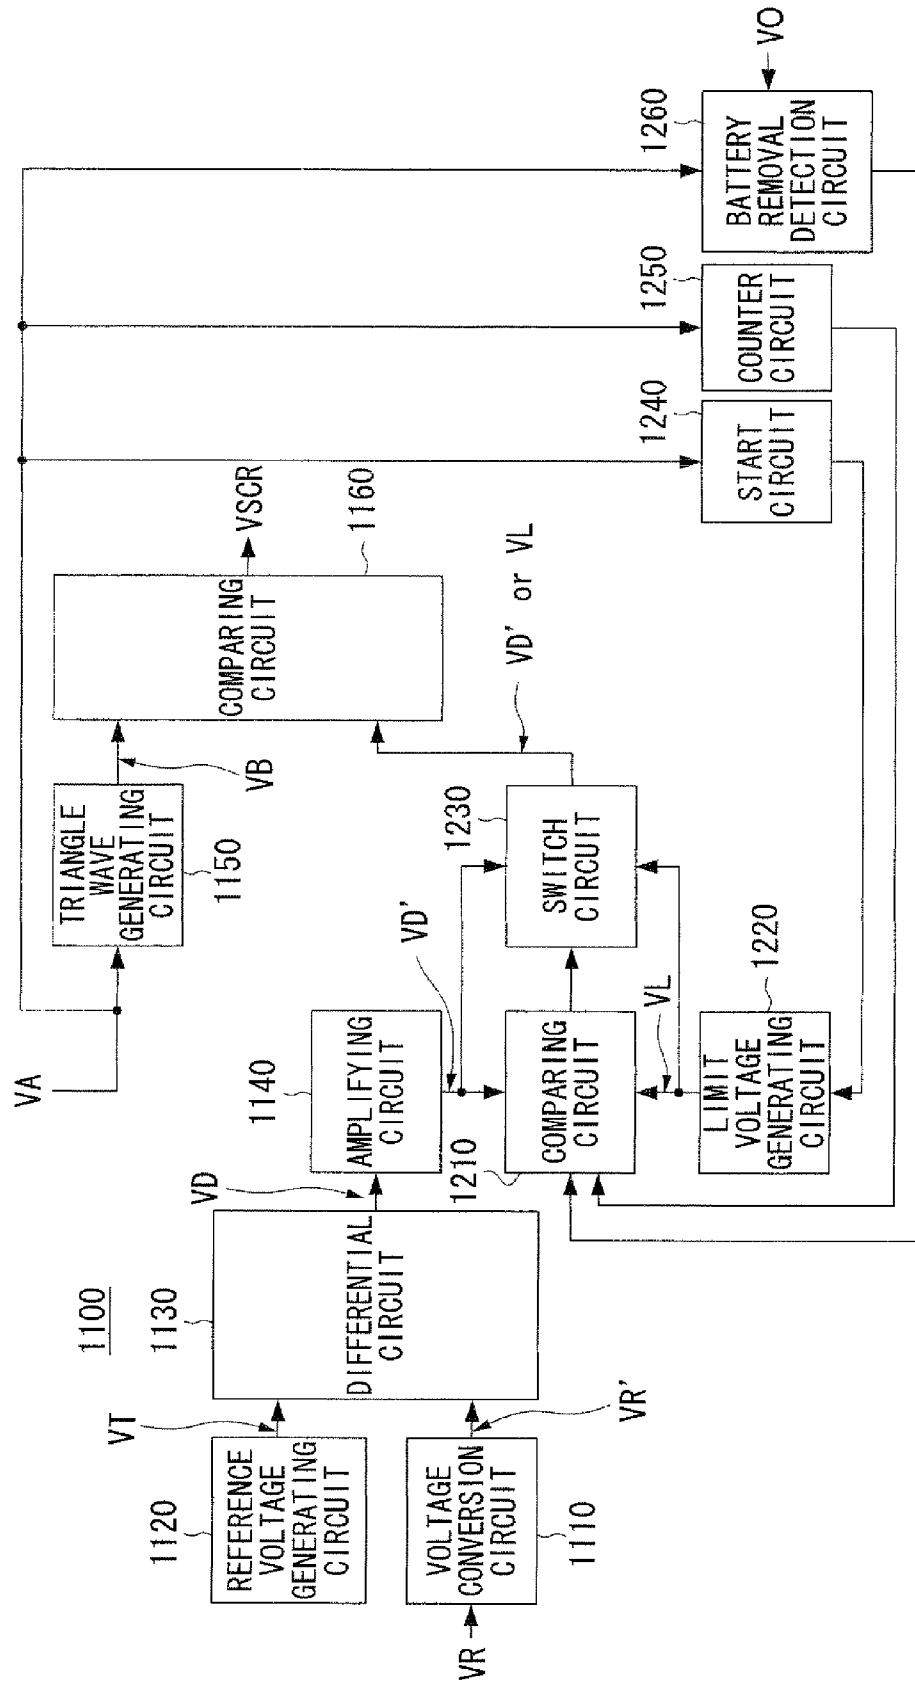 1100
VA
TRIANGLE
WAVE
GENERATING
CIRCUIT
1150
VB
COMPARING
CIRCUIT
1160
VSCR
1120
REFERENCE
VOLTAGE
GENERATING
CIRCUIT
VT
1130
DIFFERENTIAL
CIRCUIT
VD
1140
AMPLIFYING
CIRCUIT
VD'
VR
VOLTAGE
CONVERSION
CIRCUIT
1110
VR'
1210
COMPARING
CIRCUIT
1230
SWITCH
CIRCUIT
VD' or VL
VL
LIMIT
VOLTAGE
GENERATING
CIRCUIT
1220
1240
START
CIRCUIT
1250
COUNTER
CIRCUIT
1260
BATTERY
REMOVAL
DETECTION
CIRCUIT
VO